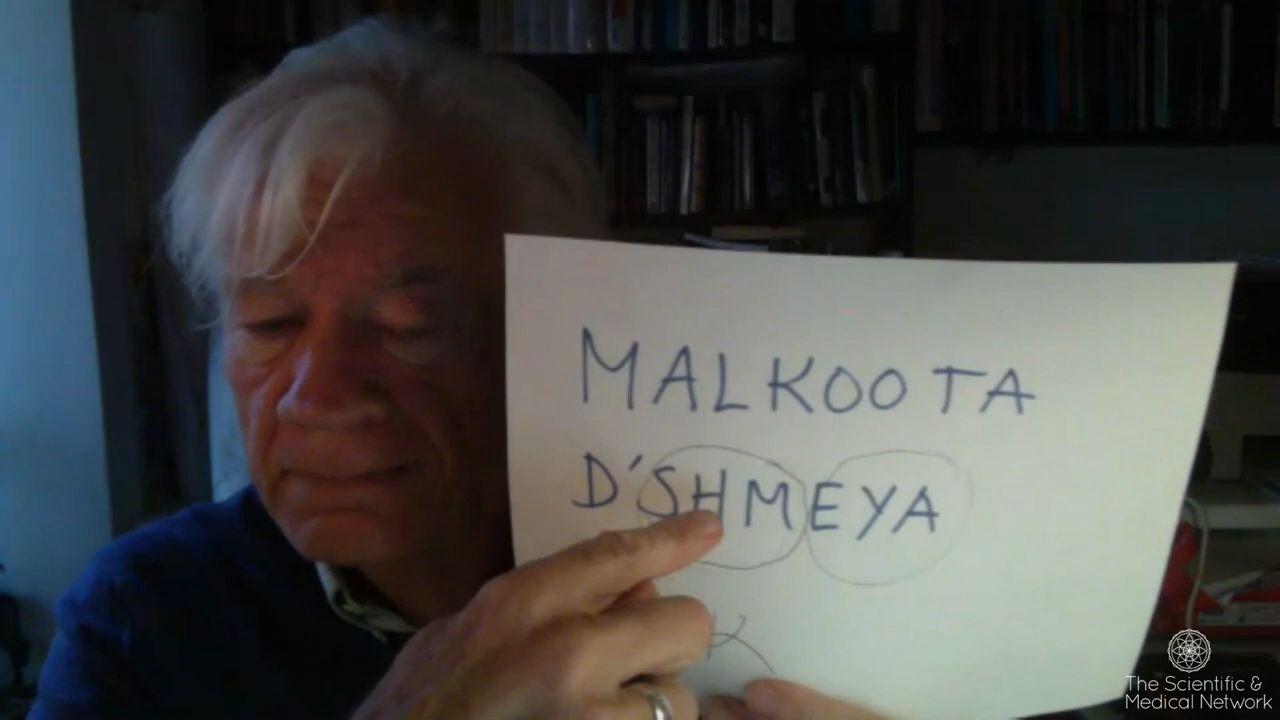 MALKOOTA
D'SHMEYA
K
The Scientific &
Medical Network